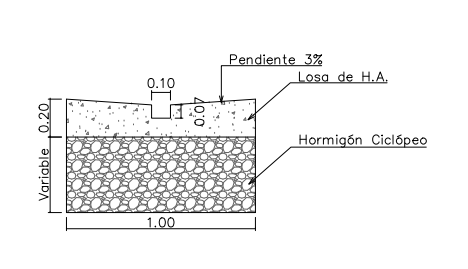 Pendiente 3%
Losa de H.A.
0.10
0.07
0.20
Hormigón Ciclópeo
Variable
1.00